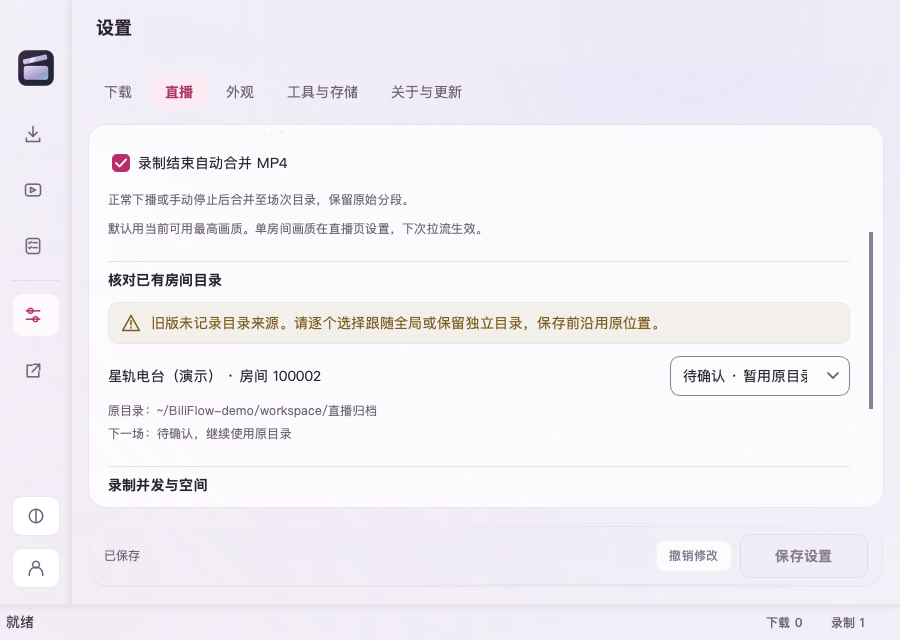 设置
下载 直播 外观 工具与存储 关于与更新
录制结束自动合并 MP4
正常下播或手动停止后合并至场次目录，保留原始分段。
默认用当前可用最高画质。单房间画质在直播页设置，下次拉流生效。
核对已有房间目录
旧版未记录目录来源。请逐个选择跟随全局或保留独立目录，保存前沿用原位置。
星轨电台（演示） · 房间 100002
待确认 · 暂用原目录
原目录：~/BiliFlow-demo/workspace/直播归档
下一场：待确认，继续使用原目录
录制并发与空间
已保存
撤销修改 保存设置
就绪
下载 0 录制 1